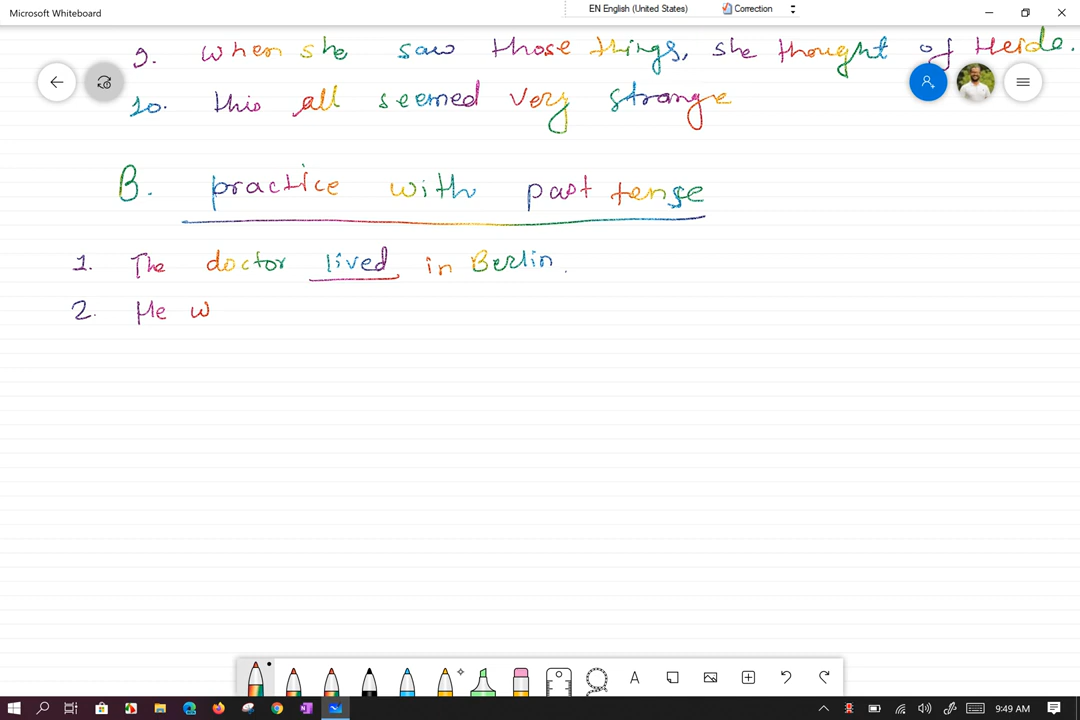 Microsoft Whiteboard
EN English (United States) Correction
9. when she saw those things, she thought of Heide.
10. this all seemed very strange
B. practice with past tense
1. The doctor lived in Berlin.
2. He w
A
9:49 AM